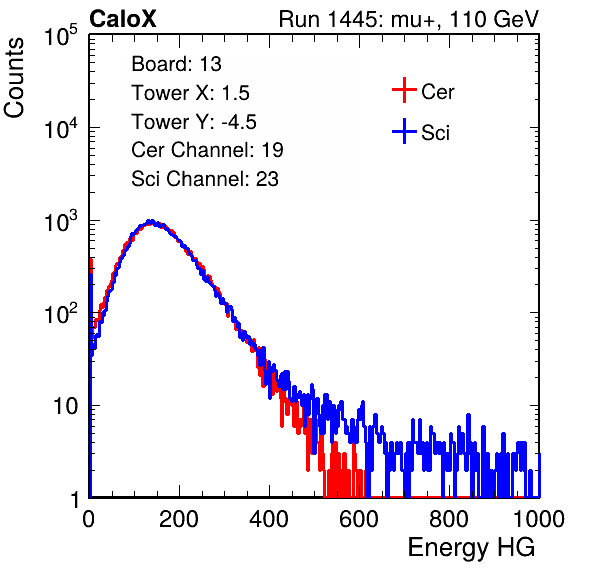 CaloX Run 1445: mu+, 110 GeV
Counts
Board: 13
Tower X: 1.5
Tower Y: -4.5
Cer Channel: 19
Sci Channel: 23
Cer
Sci
10^5
10^4
10^3
10^2
10
1
0 200 400 600 800 1000
Energy HG